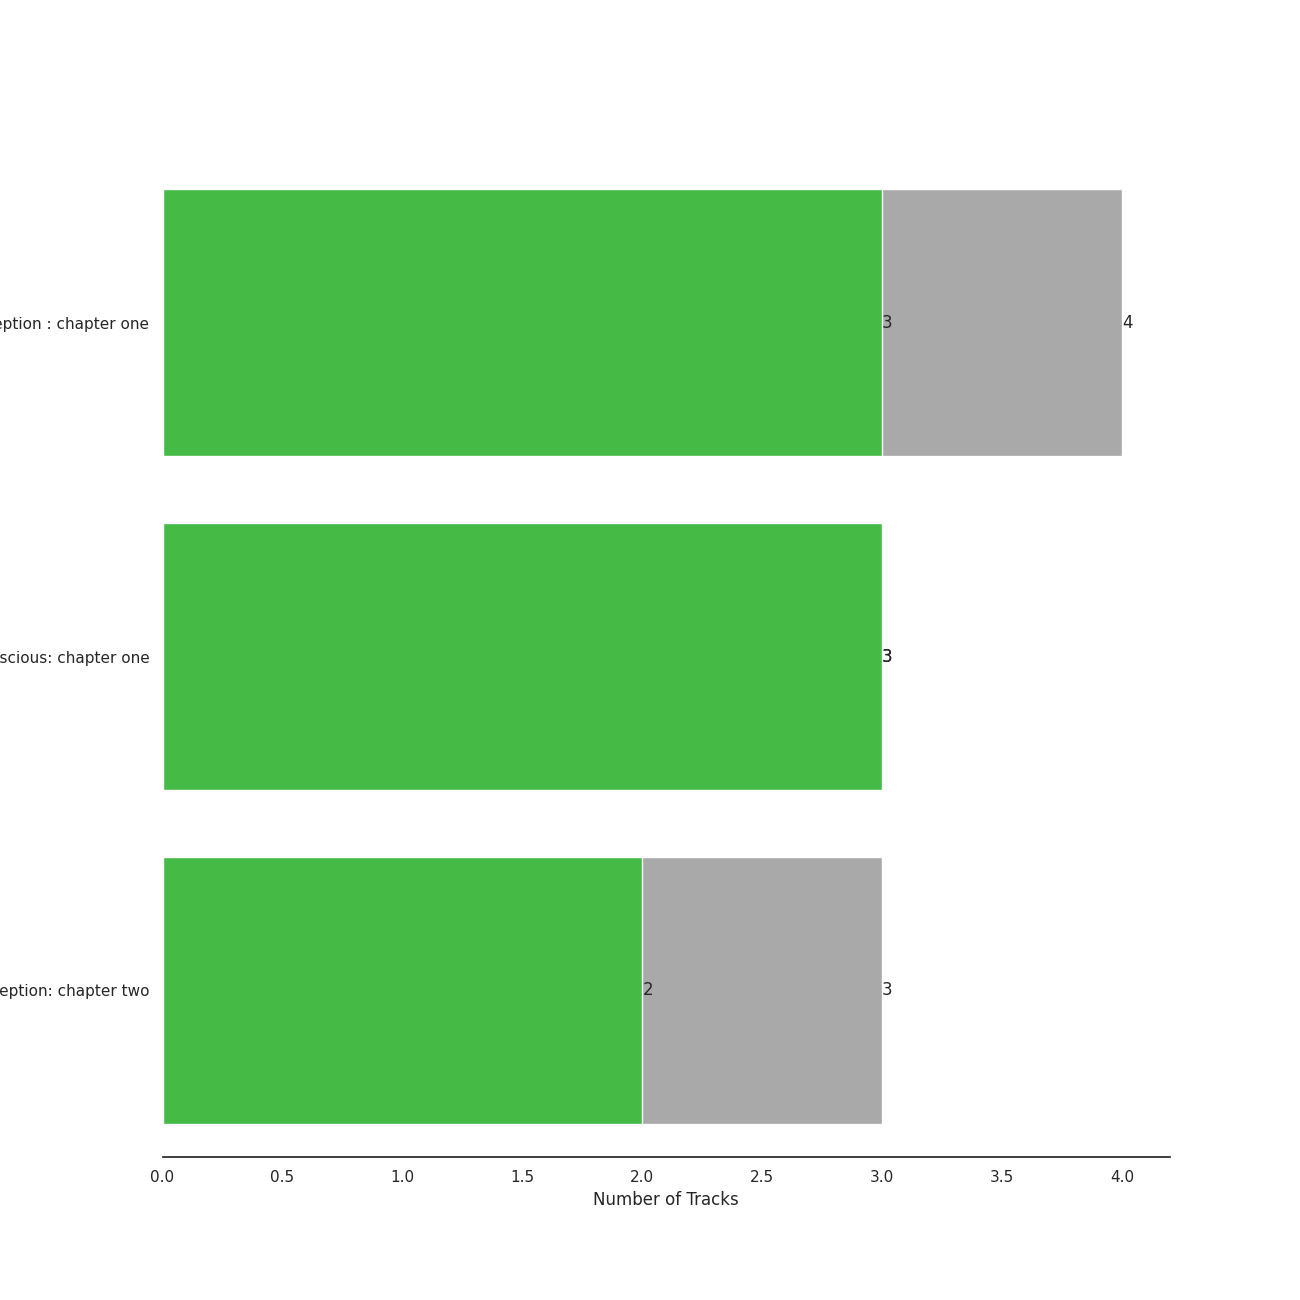 eption : chapter one
3
4
scious: chapter one
3
eption: chapter two
2
3
0.0 0.5 1.0 1.5 2.0 2.5 3.0 3.5 4.0
Number of Tracks